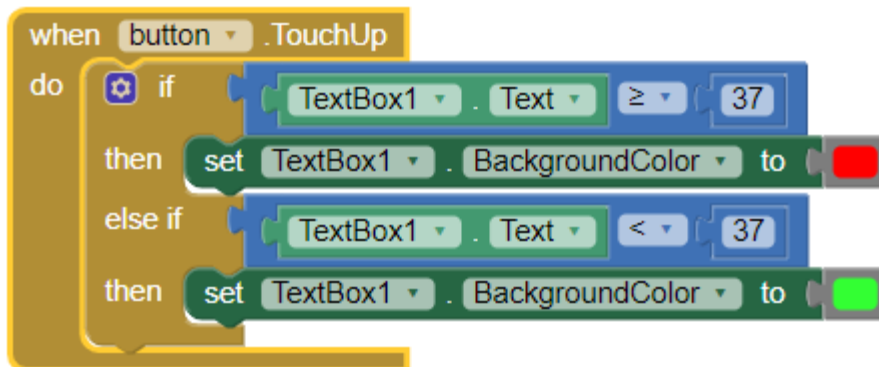 when button .TouchUp
do if TextBox1 . Text ≥ 37
then set TextBox1 . BackgroundColor to
else if TextBox1 . Text < 37
then set TextBox1 . BackgroundColor to